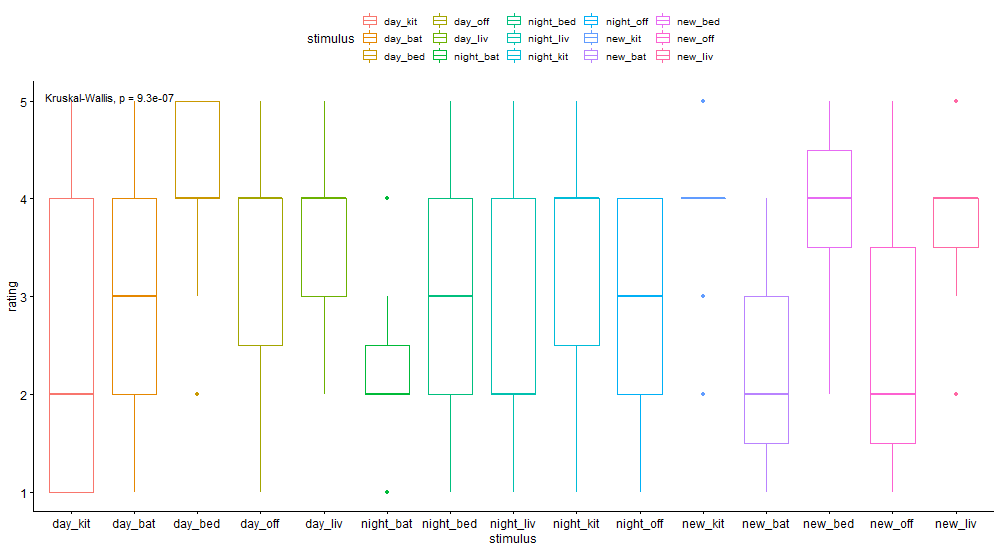 day_kit day_off night_bed night_off new_bed
stimulus day_bat day_liv night_liv new_kit new_off
day_bed night_bat night_kit new_bat new_liv
Kruskal-Wallis, p = 9.3e-07
5
4
3
2
1
rating
day_kit day_bat day_bed day_off day_liv night_bat night_bed night_liv night_kit night_off new_kit new_bat new_bed new_off new_liv
stimulus